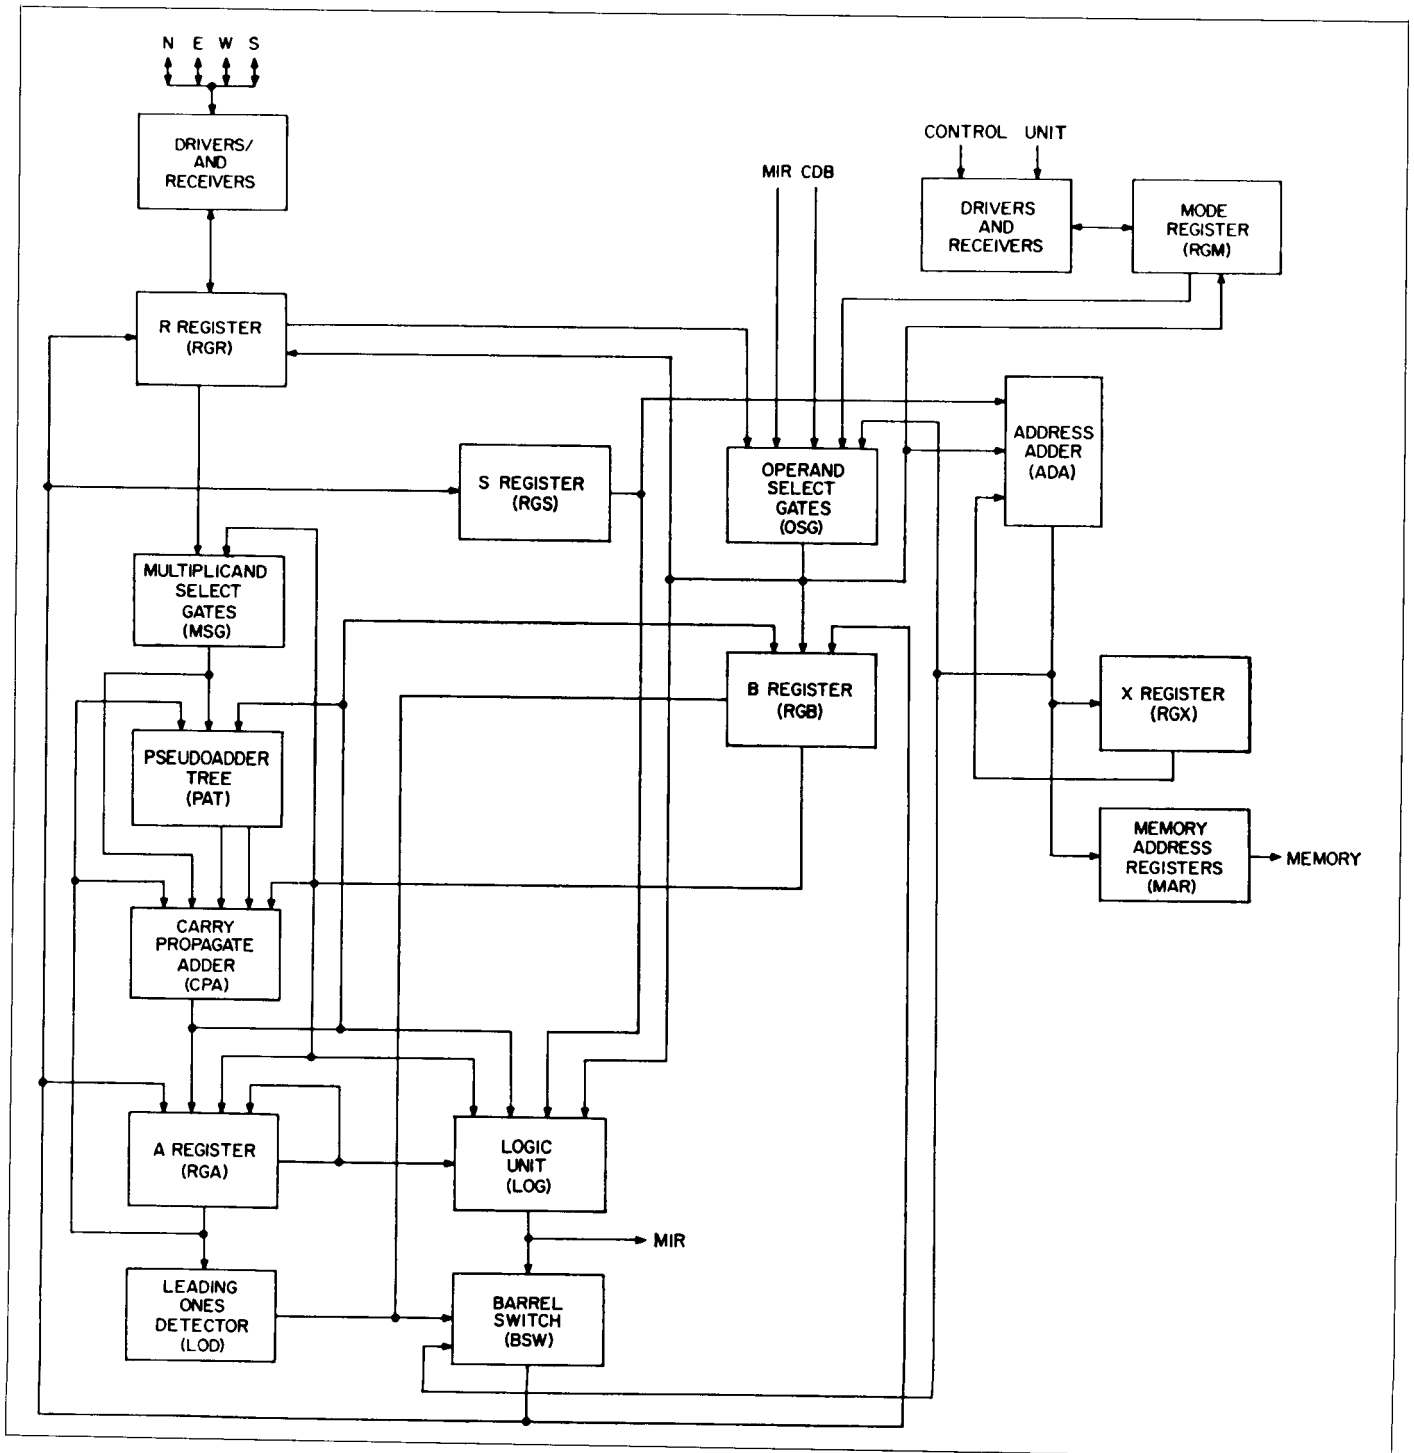 N E W S
DRIVERS/
AND
RECEIVERS
CONTROL UNIT
MIR CDB
DRIVERS
AND
RECEIVERS
MODE
REGISTER
(RGM)
R REGISTER
(RGR)
ADDRESS
ADDER
(ADA)
S REGISTER
(RGS)
OPERAND
SELECT
GATES
(OSG)
MULTIPLICAND
SELECT
GATES
(MSG)
B REGISTER
(RGB)
X REGISTER
(RGX)
PSEUDOADDER
TREE
(PAT)
MEMORY
ADDRESS
REGISTERS
(MAR)
MEMORY
CARRY
PROPAGATE
ADDER
(CPA)
A REGISTER
(RGA)
LOGIC
UNIT
(LOG)
MIR
LEADING
ONES
DETECTOR
(LOD)
BARREL
SWITCH
(BSW)